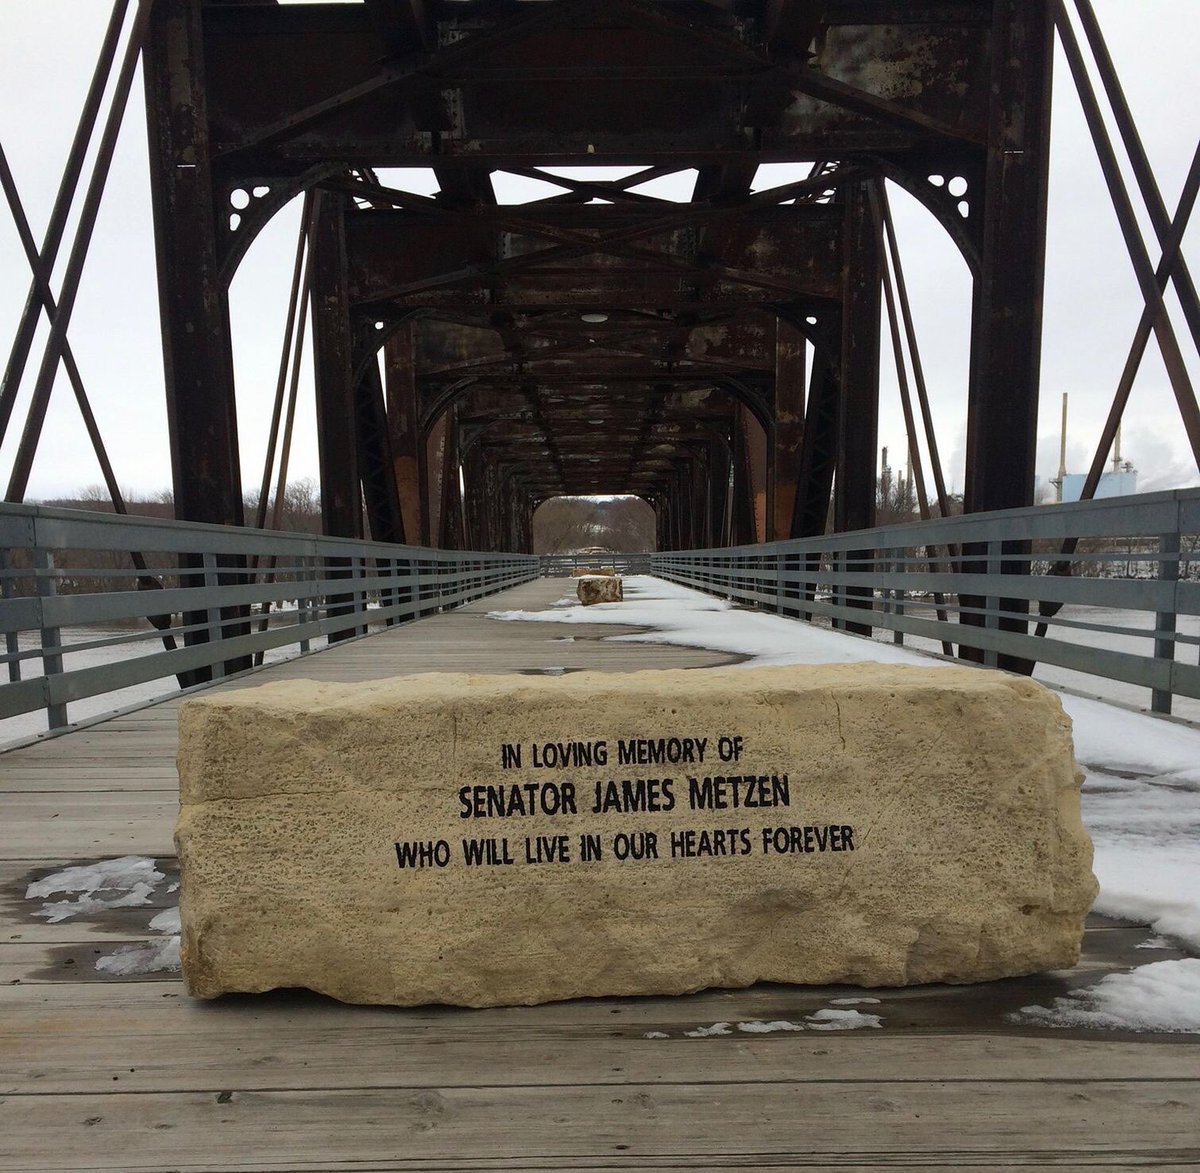 IN LOVING MEMORY OF
SENATOR JAMES METZEN
WHO WILL LIVE IN OUR HEARTS FOREVER